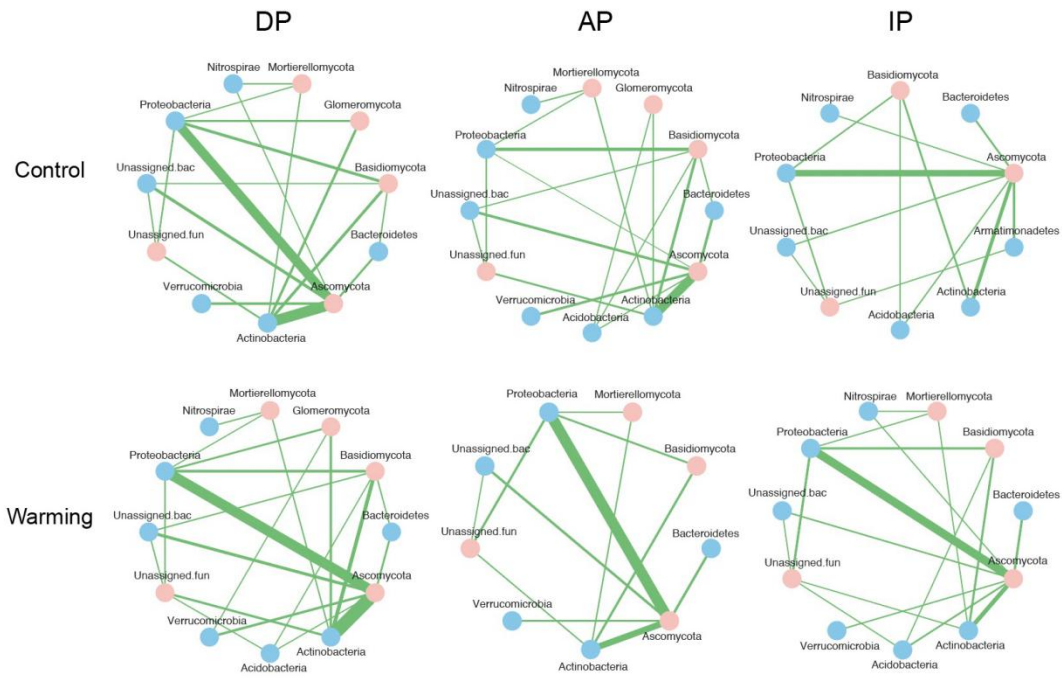 DP
AP
IP
Control
Nitrospirae
Mortierellomycota
Proteobacteria
Glomeromycota
Unassigned.bac
Basidiomycota
Unassigned.fun
Bacteroidetes
Verrucomicrobia
Ascomycota
Actinobacteria
Mortierellomycota
Nitrospirae
Glomeromycota
Proteobacteria
Basidiomycota
Unassigned.bac
Bacteroidetes
Unassigned.fun
Ascomycota
Verrucomicrobia
Actinobacteria
Acidobacteria
Basidiomycota
Nitrospirae
Bacteroidetes
Proteobacteria
Ascomycota
Unassigned.bac
Armatimonadetes
Unassigned.fun
Actinobacteria
Acidobacteria
Warming
Mortierellomycota
Nitrospirae
Glomeromycota
Proteobacteria
Basidiomycota
Unassigned.bac
Bacteroidetes
Unassigned.fun
Ascomycota
Verrucomicrobia
Actinobacteria
Acidobacteria
Proteobacteria
Mortierellomycota
Unassigned.bac
Basidiomycota
Unassigned.fun
Bacteroidetes
Verrucomicrobia
Ascomycota
Actinobacteria
Nitrospirae
Mortierellomycota
Proteobacteria
Basidiomycota
Unassigned.bac
Bacteroidetes
Unassigned.fun
Ascomycota
Verrucomicrobia
Actinobacteria
Acidobacteria